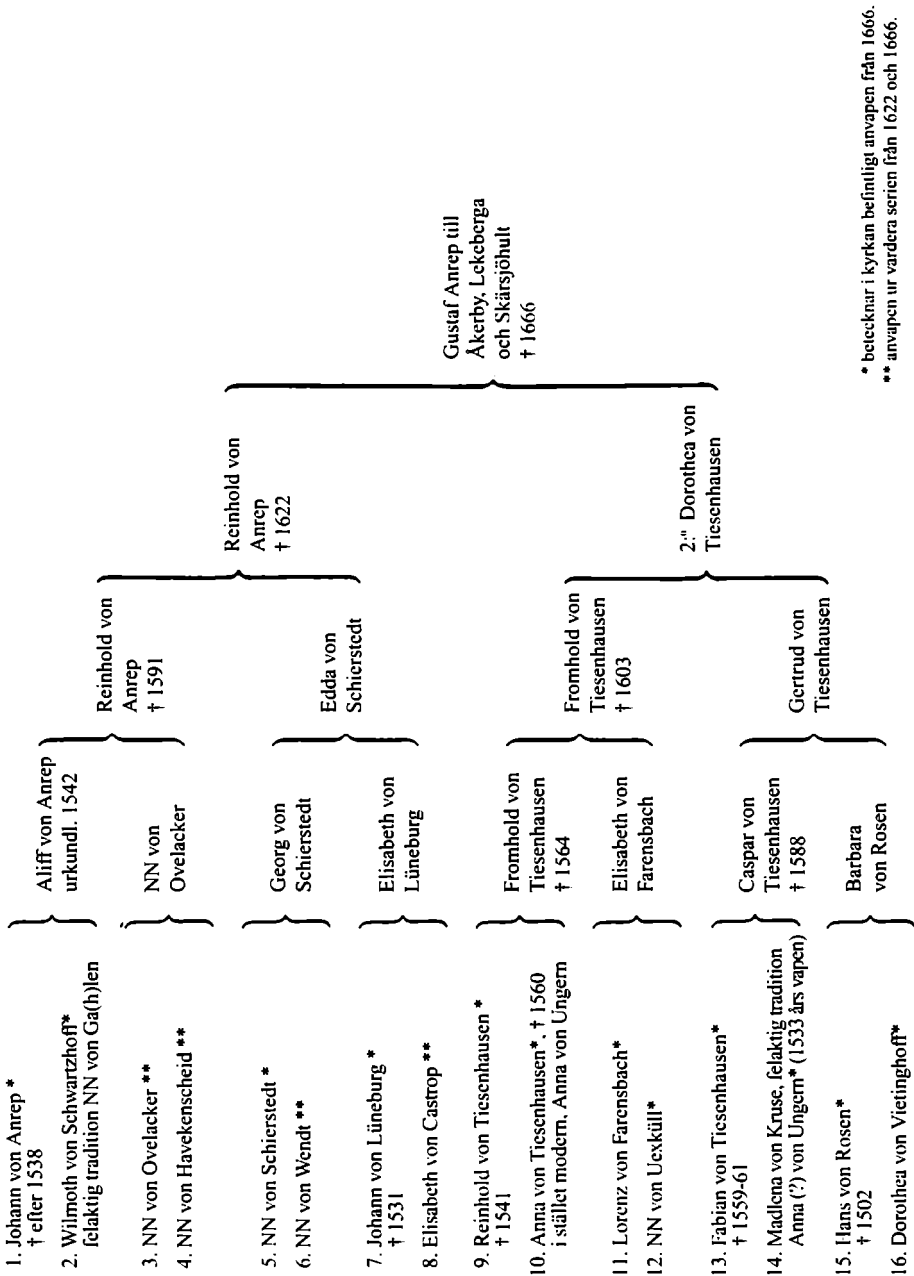 1. Johann von Anrep *
† efter 1538
2. Wilmoth von Schwartzhoff*
felaktig tradition NN von Ga(h)len
3. NN von Ovelacker **
4. NN von Havekenscheid **
5. NN von Schierstedt *
6. NN von Wendt **
7. Johann von Lüneburg *
† 1531
8. Elisabeth von Castrop **
9. Reinhold von Tiesenhausen *
† 1541
10. Anna von Tiesenhausen*, † 1560
i stället modern, Anna von Ungern
11. Lorenz von Farensbach*
12. NN von Uexküll*
13. Fabian von Tiesenhausen*
† 1559-61
14. Madlena von Kruse, felaktig tradition
Anna (?) von Ungern* (1533 års vapen)
15. Hans von Rosen*
† 1502
16. Dorothea von Vietinghoff*
Aliff von Anrep
urkundl. 1542
NN von
Ovelacker
Georg von
Schierstedt
Elisabeth von
Lüneburg
Fromhold von
Tiesenhausen
† 1564
Elisabeth von
Farensbach
Caspar von
Tiesenhausen
† 1588
Barbara
von Rosen
Reinhold von
Anrep
† 1591
Edda von
Schierstedt
Fromhold von
Tiesenhausen
† 1603
Gertrud von
Tiesenhausen
Reinhold von
Anrep
† 1622
2:" Dorothea von
Tiesenhausen
Gustaf Anrep till
Åkerby, Lekeberga
och Skärsjöhult
† 1666
* betecknar i kyrkan befintligt anvapen från 1666.
** anvapen ur vardera serien från 1622 och 1666.